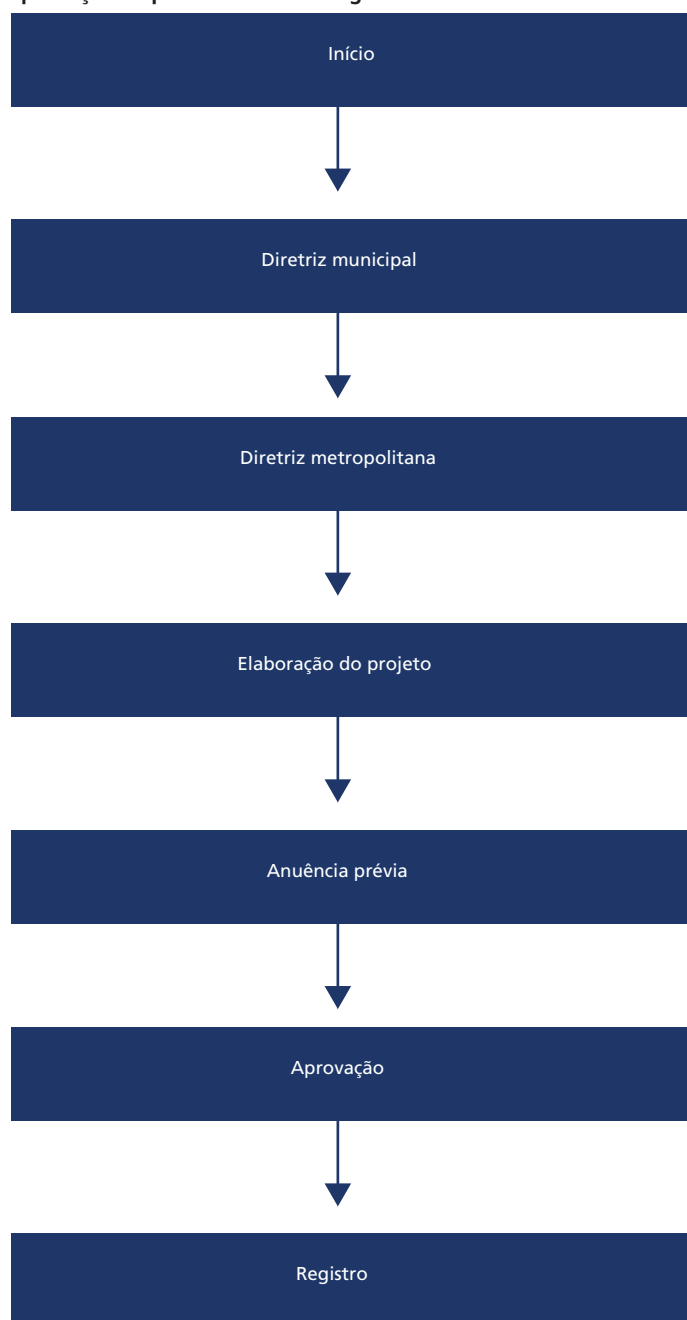 Início
Diretriz municipal
Diretriz metropolitana
Elaboração do projeto
Anuência prévia
Aprovação
Registro